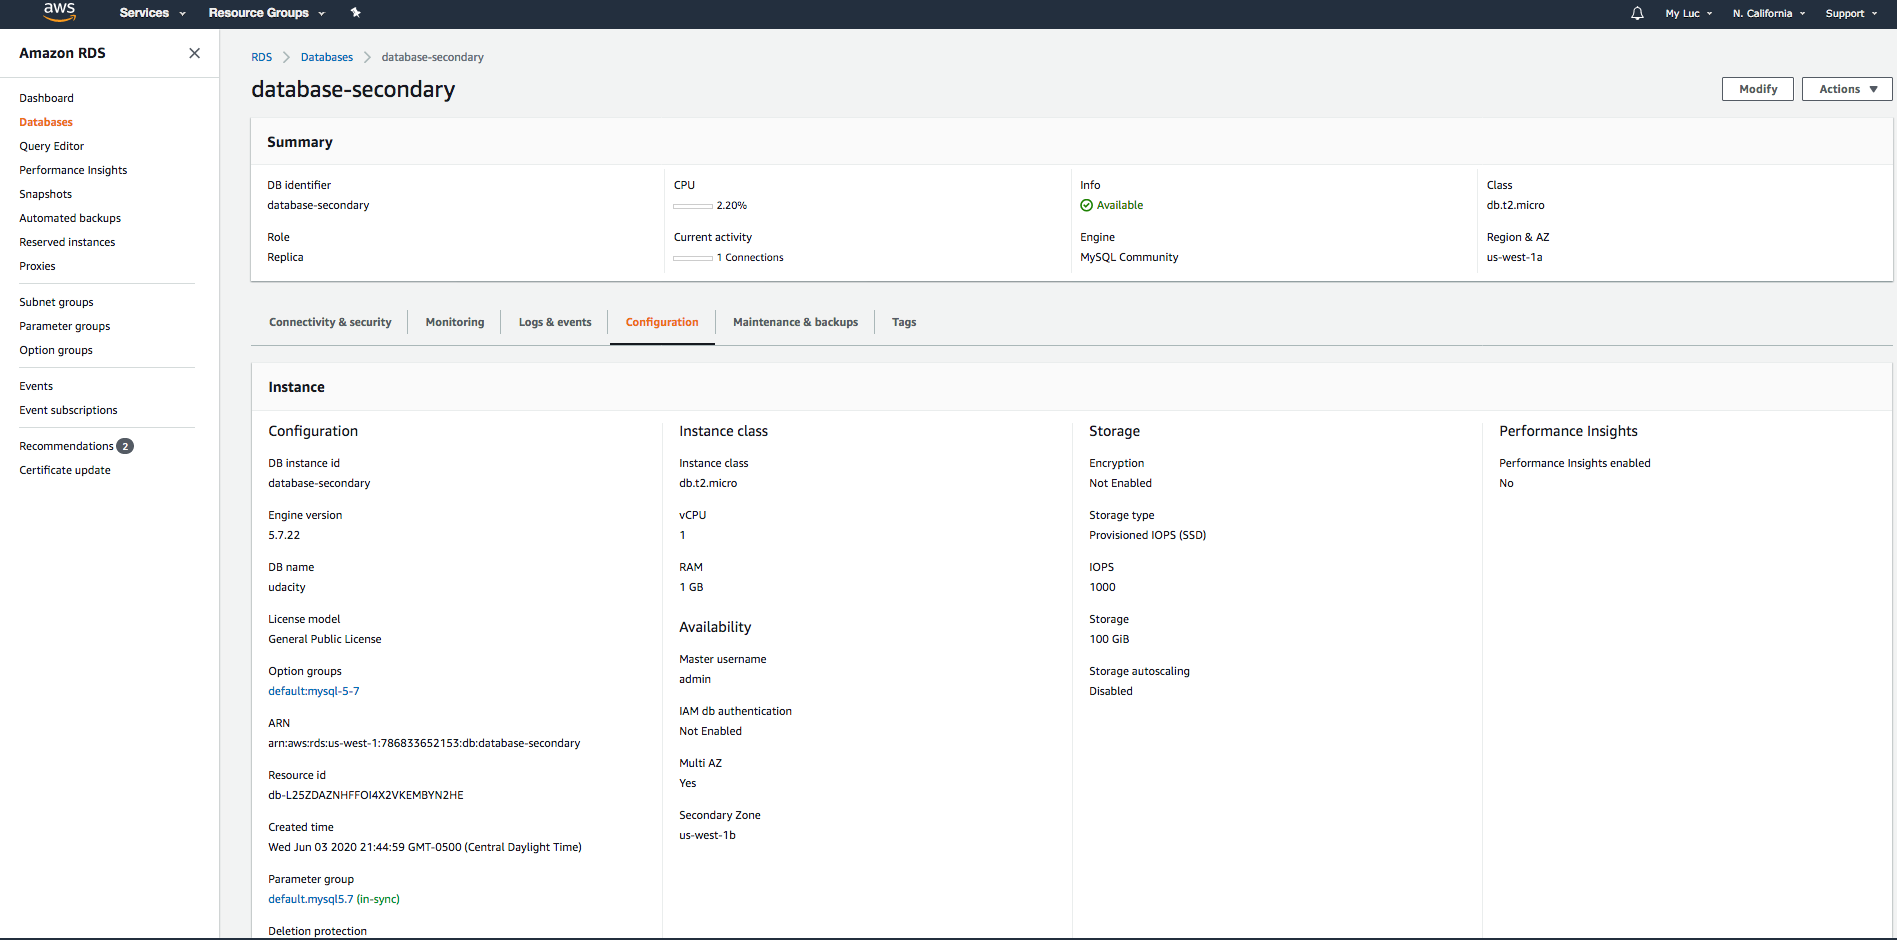 aws
Services
Resource Groups
My Luc
N. California
Support
Amazon RDS
Dashboard
Databases
Query Editor
Performance Insights
Snapshots
Automated backups
Reserved instances
Proxies
Subnet groups
Parameter groups
Option groups
Events
Event subscriptions
Recommendations 2
Certificate update
RDS > Databases > database-secondary
database-secondary
Modify
Actions
Summary
DB identifier
database-secondary
Role
Replica
CPU
2.20%
Current activity
1 Connections
Info
Available
Engine
MySQL Community
Class
db.t2.micro
Region & AZ
us-west-1a
Connectivity & security
Monitoring
Logs & events
Configuration
Maintenance & backups
Tags
Instance
Configuration
DB instance id
database-secondary
Engine version
5.7.22
DB name
udacity
License model
General Public License
Option groups
default:mysql-5-7
ARN
arn:aws:rds:us-west-1:786833652153:db:database-secondary
Resource id
db-L25ZDAZNHFFOI4X2VKEMBYN2HE
Created time
Wed Jun 03 2020 21:44:59 GMT-0500 (Central Daylight Time)
Parameter group
default.mysql5.7 (in-sync)
Deletion protection
Instance class
Instance class
db.t2.micro
vCPU
1
RAM
1 GB
Availability
Master username
admin
IAM db authentication
Not Enabled
Multi AZ
Yes
Secondary Zone
us-west-1b
Storage
Encryption
Not Enabled
Storage type
Provisioned IOPS (SSD)
IOPS
1000
Storage
100 GiB
Storage autoscaling
Disabled
Performance Insights
Performance Insights enabled
No